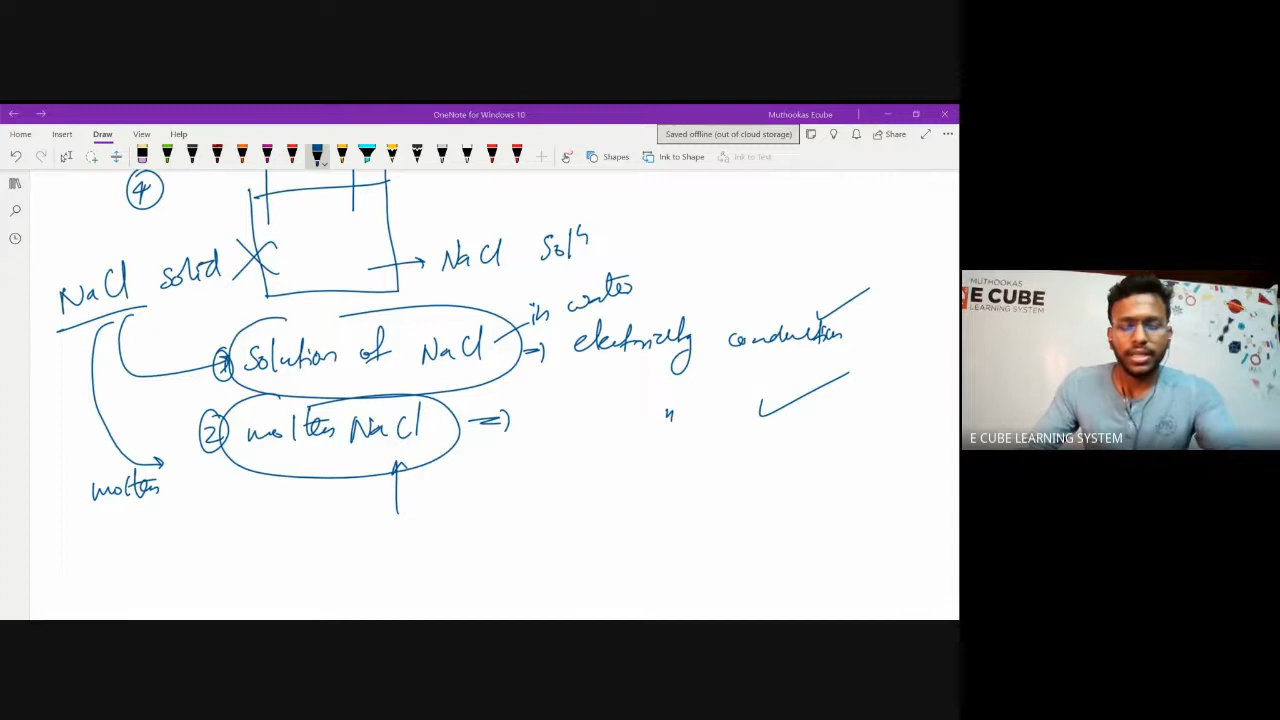 OneNote for Windows 10
Muthookas Ecube
Home Insert Draw View Help
Saved offline (out of cloud storage)
Share
Shapes
Ink to Shape
Ink to Text
4
NaCl solid
NaCl Solⁿ
in water
1 Solution of NaCl => electricity conduction
2 molten NaCl => "
molten
MUTHOOKAS
E CUBE
LEARNING SYSTEM
E CUBE LEARNING SYSTEM